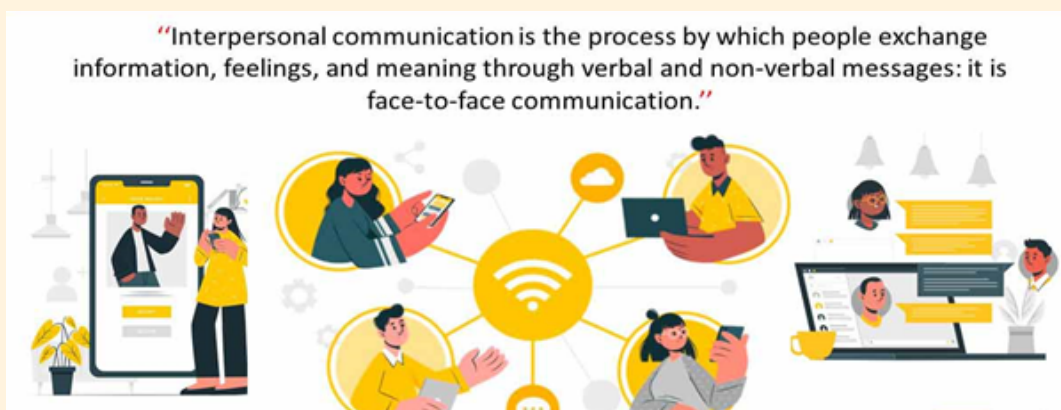 "Interpersonal communication is the process by which people exchange
information, feelings, and meaning through verbal and non-verbal messages: it is
face-to-face communication."